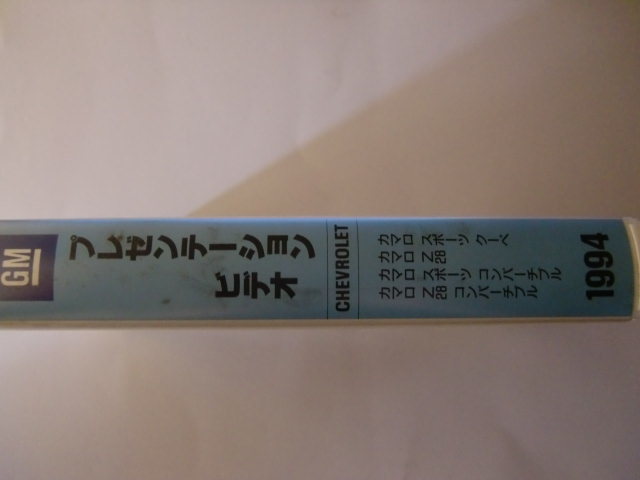 GM
プレゼンテーション
ビデオ
CHEVROLET
カマロ スポーツ クーペ
カマロ Z28
カマロ スポーツ コンバーチブル
カマロ Z28 コンバーチブル
1994